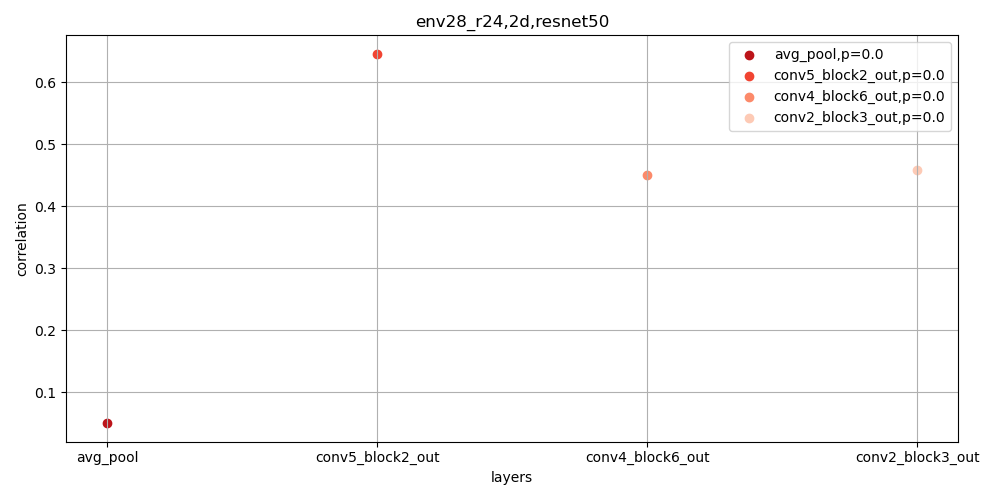 env28_r24,2d,resnet50
avg_pool,p=0.0
conv5_block2_out,p=0.0
conv4_block6_out,p=0.0
conv2_block3_out,p=0.0
correlation
0.6
0.5
0.4
0.3
0.2
0.1
avg_pool conv5_block2_out conv4_block6_out conv2_block3_out
layers